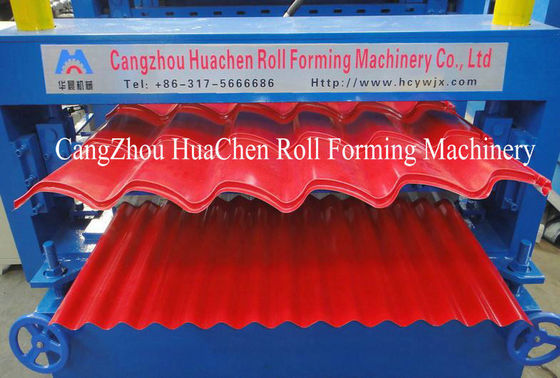 Cangzhou Huachen Roll Forming Machinery Co., Ltd
华晨机械
Tel: +86-317-5666686 Http://www.hcywjx.com
CangZhou HuaChen Roll Forming Machinery